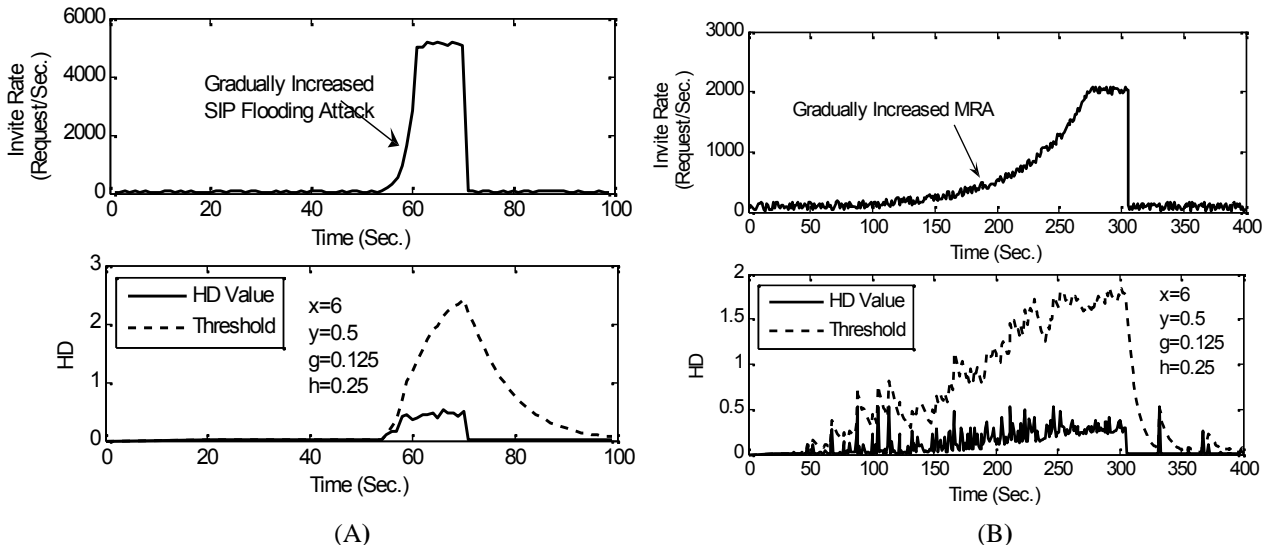 6000
4000
2000
0
Invite Rate
(Request/Sec.)
Gradually Increased
SIP Flooding Attack
0 20 40 60 80 100
Time (Sec.)
3
2
1
0
HD
HD Value
Threshold
x=6
y=0.5
g=0.125
h=0.25
0 20 40 60 80 100
Time (Sec.)
(A)
3000
2000
1000
0
Invite Rate
(Request/Sec.)
Gradually Increased MRA
0 50 100 150 200 250 300 350 400
Time (Sec.)
2
1.5
1
0.5
0
HD
HD Value
Threshold
x=6
y=0.5
g=0.125
h=0.25
0 50 100 150 200 250 300 350 400
Time (Sec.)
(B)